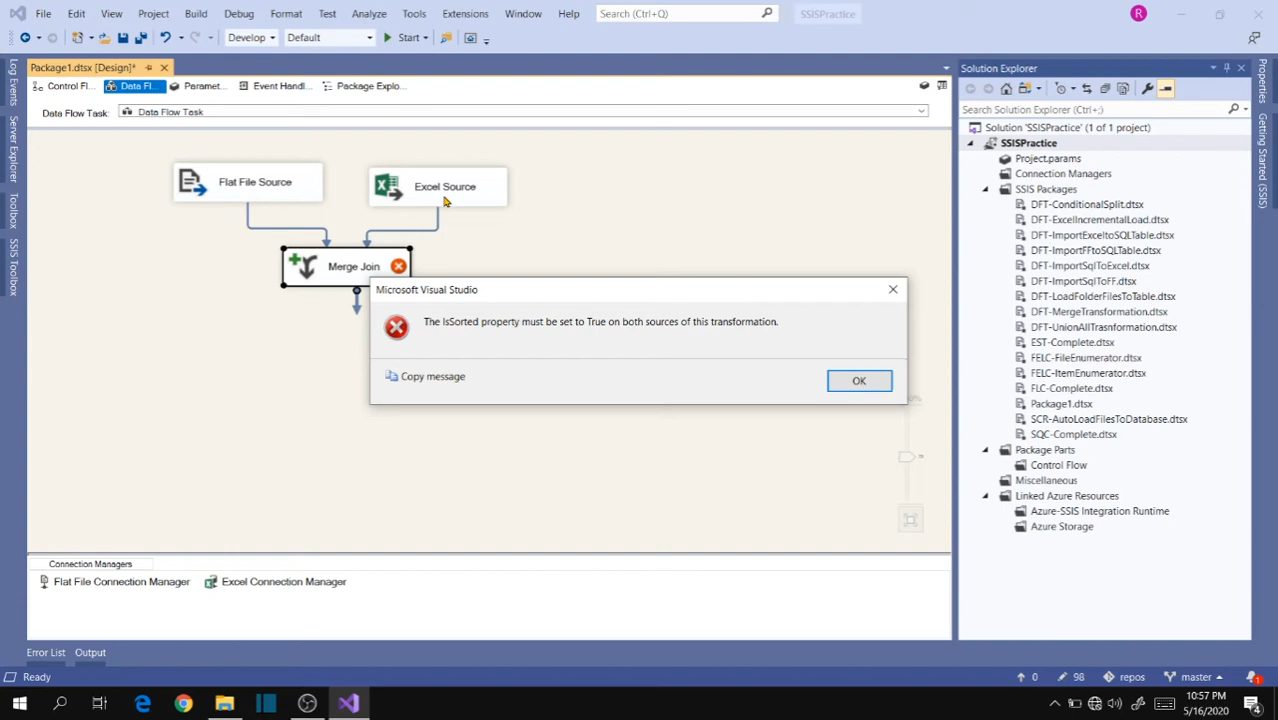 File Edit View Project Build Debug Format Test Analyze Tools Extensions Window Help Search (Ctrl+Q) SSISPractice R
Develop Default Start
Package1.dtsx [Design]*
Control Fl... Data Fl... Paramet... Event Handl... Package Explo...
Data Flow Task: Data Flow Task
Log Events
Server Explorer
Toolbox
SSIS Toolbox
Flat File Source
Excel Source
Merge Join
Microsoft Visual Studio
The IsSorted property must be set to True on both sources of this transformation.
Copy message
OK
Connection Managers
Flat File Connection Manager Excel Connection Manager
Error List Output
Solution Explorer
Search Solution Explorer (Ctrl+;)
Solution 'SSISPractice' (1 of 1 project)
SSISPractice
Project.params
Connection Managers
SSIS Packages
DFT-ConditionalSplit.dtsx
DFT-ExcelIncrementalLoad.dtsx
DFT-ImportExceltoSQLTable.dtsx
DFT-ImportFFtoSQLTable.dtsx
DFT-ImportSqlToExcel.dtsx
DFT-ImportSqlToFF.dtsx
DFT-LoadFolderFilesToTable.dtsx
DFT-MergeTransformation.dtsx
DFT-UnionAllTrasnformation.dtsx
EST-Complete.dtsx
FELC-FileEnumerator.dtsx
FELC-ItemEnumerator.dtsx
FLC-Complete.dtsx
Package1.dtsx
SCR-AutoLoadFilesToDatabase.dtsx
SQC-Complete.dtsx
Package Parts
Control Flow
Miscellaneous
Linked Azure Resources
Azure-SSIS Integration Runtime
Azure Storage
Properties
Getting Started (SSIS)
Ready 0 98 repos master 1
10:57 PM
5/16/2020
4